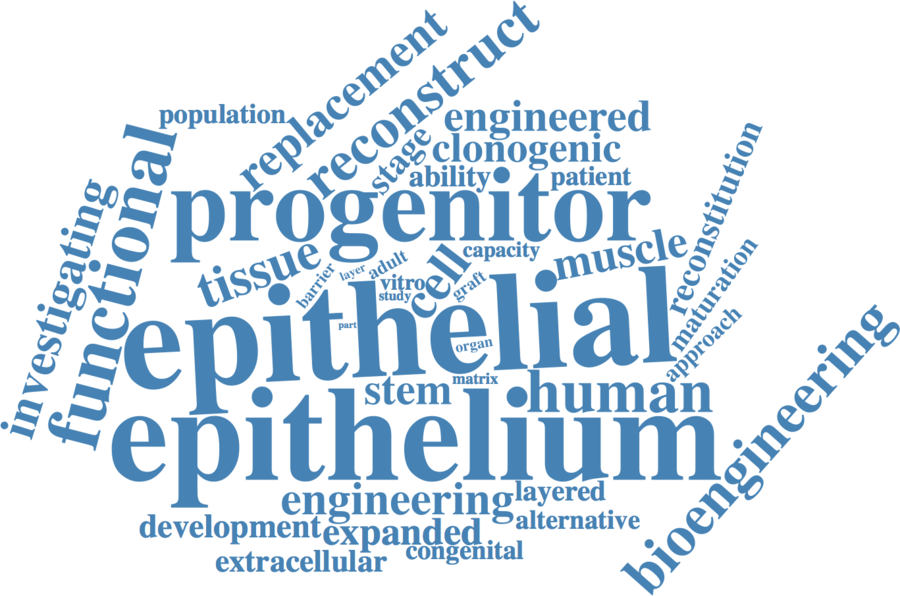 replacement
reconstruct
population
engineered
stage
clonogenic
functional
ability
patient
investigating
progenitor
reconstitution
tissue
capacity
muscle
barrier
layer
adult
cell
vitro
study
graft
maturation
epithelial
part
organ
approach
stem
matrix
human
epithelium
bioengineering
engineering
layered
development
expanded
alternative
congenital
extracellular